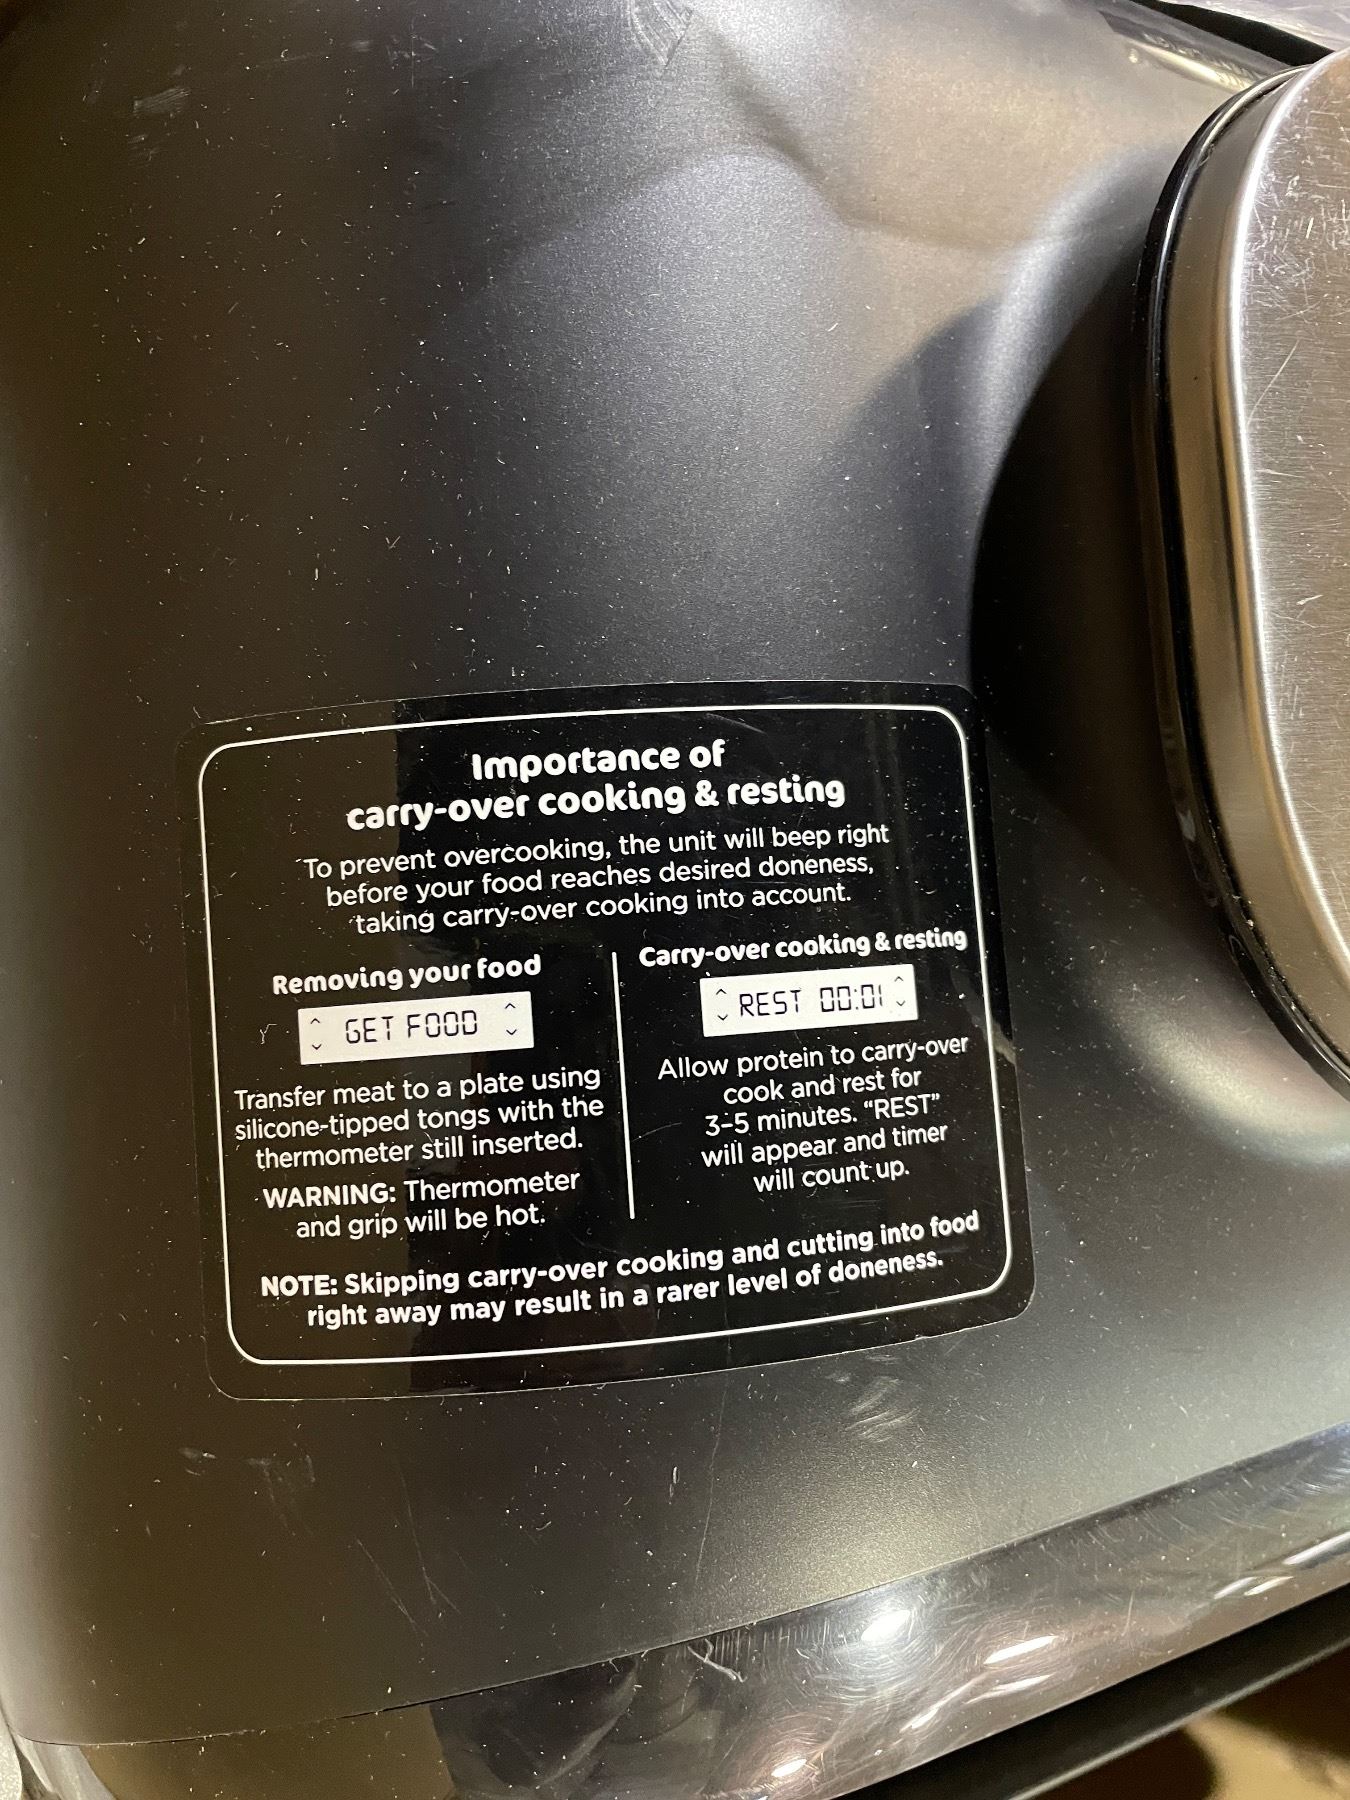 Importance of
carry-over cooking & resting
To prevent overcooking, the unit will beep right
before your food reaches desired doneness,
taking carry-over cooking into account.
Removing your food
GET FOOD
Transfer meat to a plate using
silicone-tipped tongs with the
thermometer still inserted.
WARNING: Thermometer
and grip will be hot.
Carry-over cooking & resting
REST 00:01
Allow protein to carry-over
cook and rest for
3-5 minutes. “REST”
will appear and timer
will count up.
NOTE: Skipping carry-over cooking and cutting into food
right away may result in a rarer level of doneness.